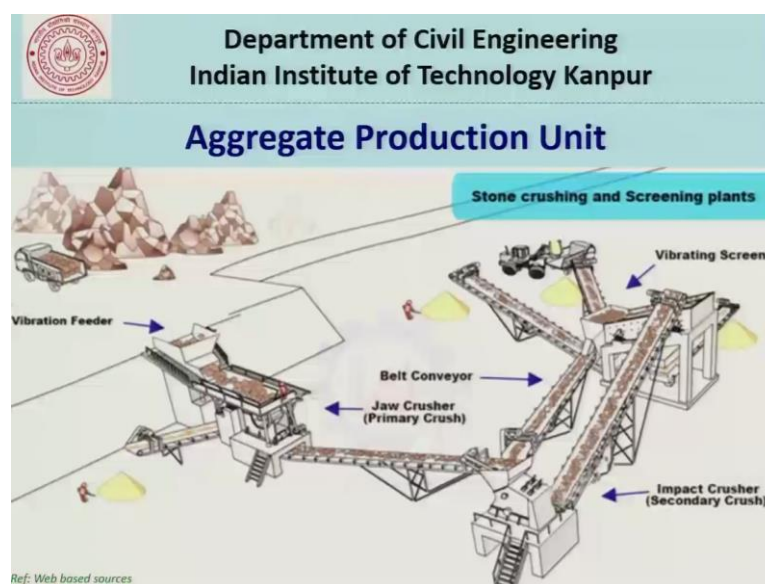 Department of Civil Engineering
Indian Institute of Technology Kanpur
Aggregate Production Unit
Stone crushing and Screening plants
Vibrating Screen
Vibration Feeder
Belt Conveyor
Jaw Crusher
(Primary Crush)
Impact Crusher
(Secondary Crush)
Ref: Web based sources